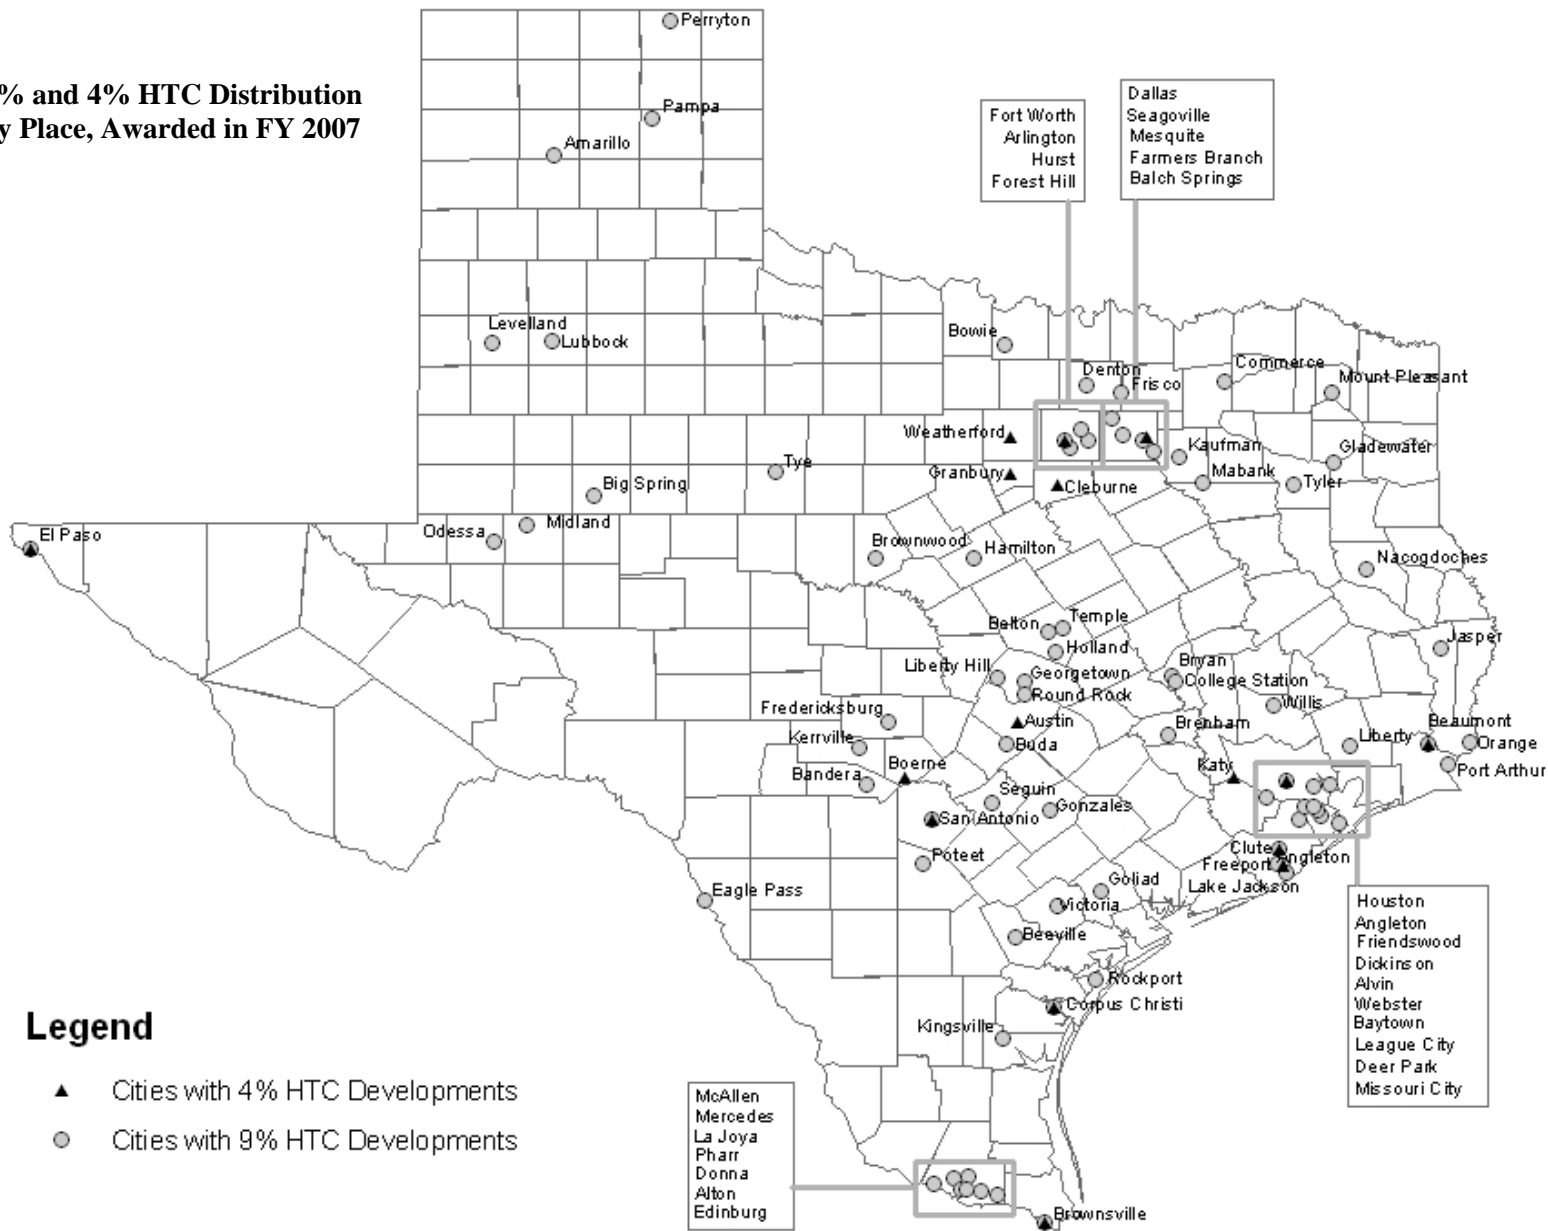 % and 4% HTC Distribution
y Place, Awarded in FY 2007
Perryton
Pampa
Amarillo
Fort Worth
Arlington
Hurst
Forest Hill
Dallas
Seagoville
Mesquite
Farmers Branch
Balch Springs
Levelland
Lubbock
Bowie
Denton
Frisco
Commerce
Mount Pleasant
Weatherford
Granbury
Cleburne
Kaufman
Mabank
Gladewater
Tyler
Tye
Big Spring
Midland
Odessa
El Paso
Brownwood
Hamilton
Nacogdoches
Belton
Temple
Holland
Jasper
Liberty Hill
Georgetown
Round Rock
Bryan
College Station
Willis
Fredericksburg
Austin
Brenham
Beaumont
Kerrville
Buda
Liberty
Orange
Port Arthur
Boerne
Katy
Bandera
Seguin
Gonzales
San Antonio
Clute
Angleton
Freeport
Lake Jackson
Poteet
Eagle Pass
Goliad
Victoria
Beeville
Rockport
Corpus Christi
Kingsville
Houston
Angleton
Friendswood
Dickinson
Alvin
Webster
Baytown
League City
Deer Park
Missouri City
Legend
Cities with 4% HTC Developments
Cities with 9% HTC Developments
McAllen
Mercedes
La Joya
Pharr
Donna
Alton
Edinburg
Brownsville